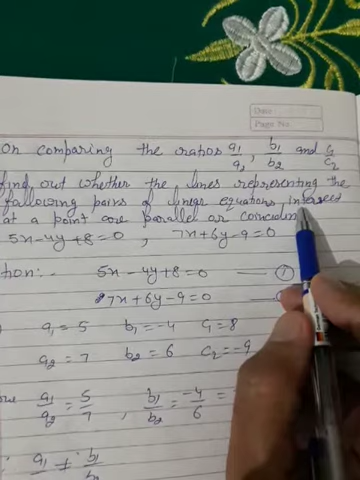 Date
Page No.
On comparing the ratios a1/a2, b1/b2 and c1/c2
find out whether the lines representing the
following pairs of linear equations, intersect
at a point are parallel or coincident
5x-4y+8=0, 7x+6y-9=0
tion:- 5x-4y+8=0 — ①
7x+6y-9=0 —
a1=5 b1=-4 c1=8
a2=7 b2=6 c2=-9
a1/a2=5/7, b1/b2=-4/6=
a1 ≠ b1